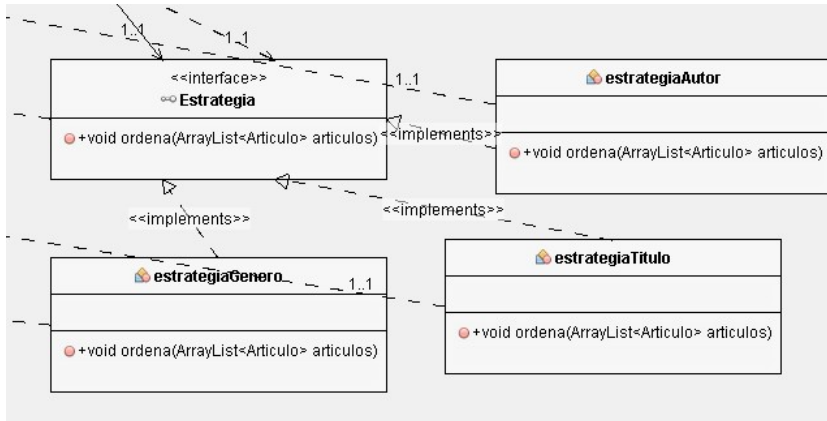 1..1
1..1
1..1
<<interface>>
Estrategia
+void ordena(ArrayList<Articulo> articulos)
estrategiaAutor
+void ordena(ArrayList<Articulo> articulos)
<<implements>>
<<implements>>
<<implements>>
estrategiaGenero
+void ordena(ArrayList<Articulo> articulos)
1..1
estrategiaTitulo
+void ordena(ArrayList<Articulo> articulos)